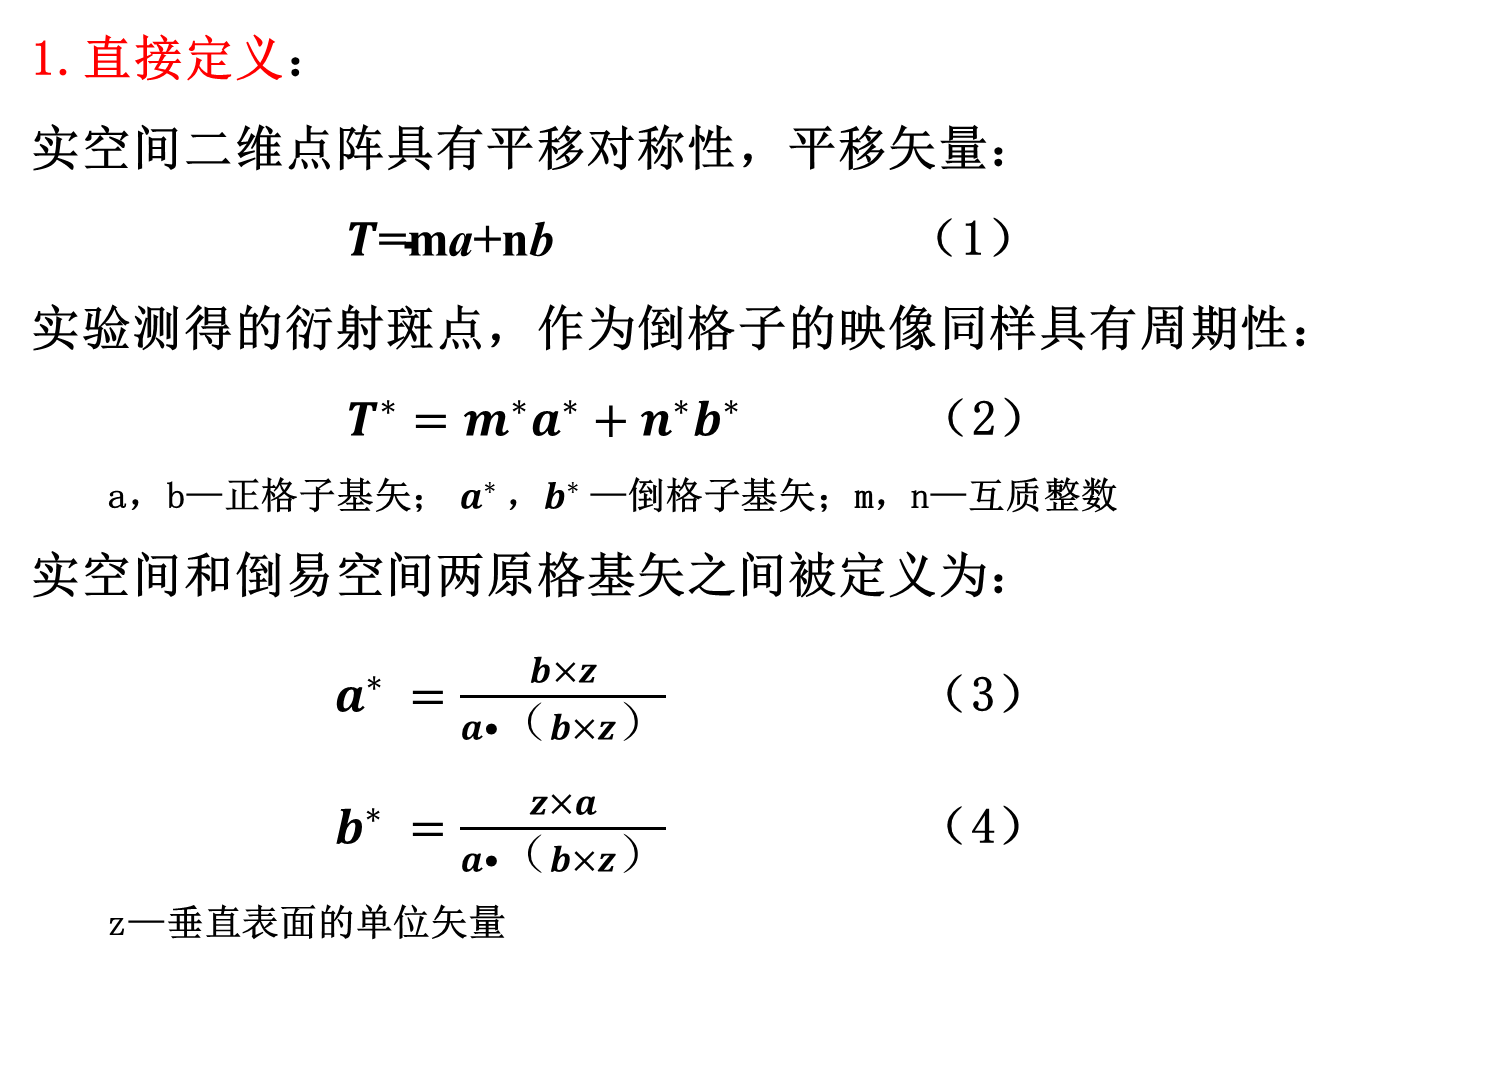 1.直接定义：
实空间二维点阵具有平移对称性，平移矢量：
T=ma+nb （1）
实验测得的衍射斑点，作为倒格子的映像同样具有周期性：
T* = m*a* + n*b* （2）
a，b—正格子基矢； a*，b* —倒格子基矢；m，n—互质整数
实空间和倒易空间两原格基矢之间被定义为：
a* = b×z / a•（b×z） （3）
b* = z×a / a•（b×z） （4）
z—垂直表面的单位矢量